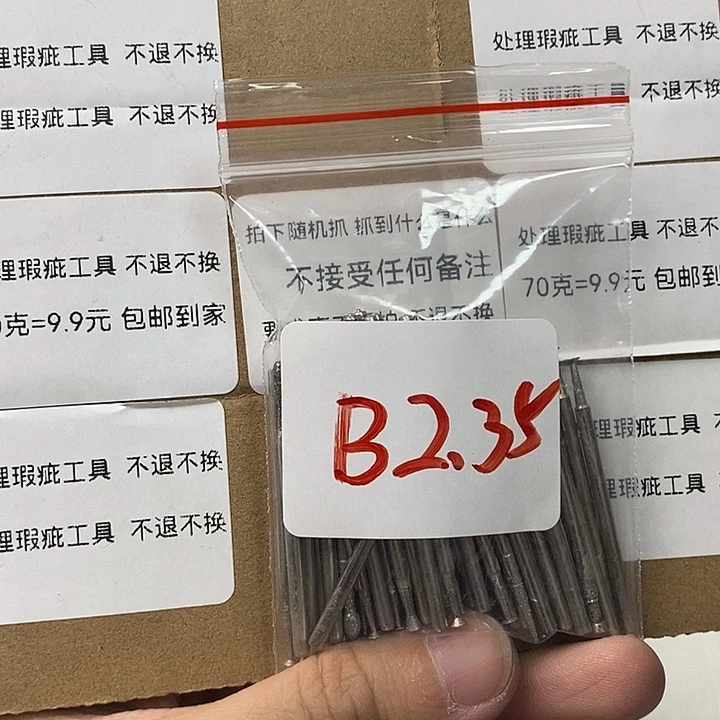 理瑕疵工具 不退不换
理瑕疵工具 不退不换
处理瑕疵工具 不退不换
不退不换
理瑕疵工具 不退不换
0克=9.9元 包邮到家
拍下随机抓 抓到什么是什么
不接受任何备注
不退不换
处理瑕疵工具 不退不
70克=9.9元 包邮到
B2.35
理瑕疵工具 不退不换
理瑕疵工具 不退不换
瑕疵工具
疵工具